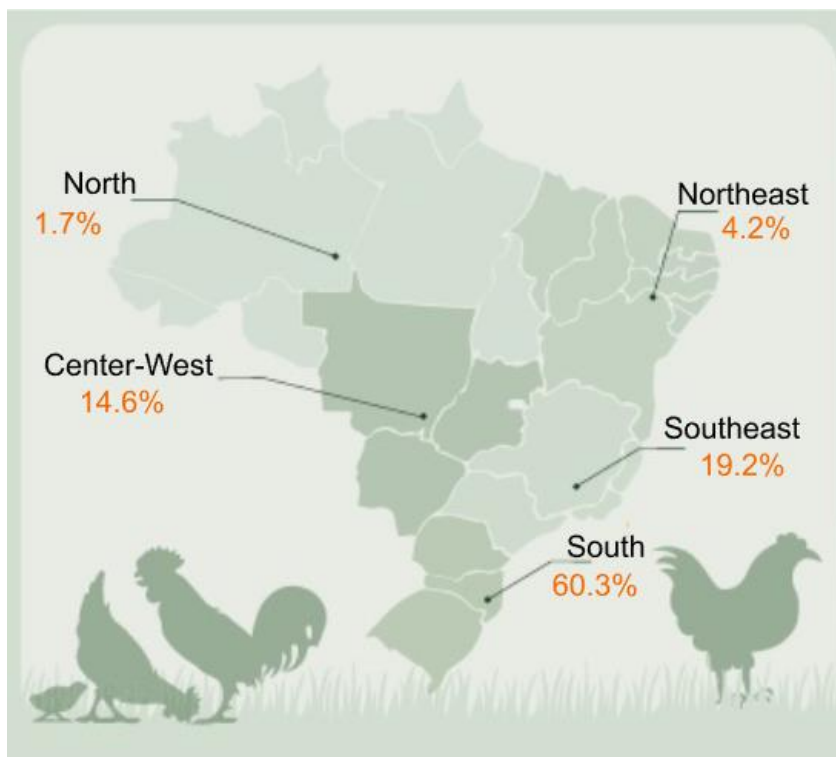 North
1.7%
Northeast
4.2%
Center-West
14.6%
Southeast
19.2%
South
60.3%